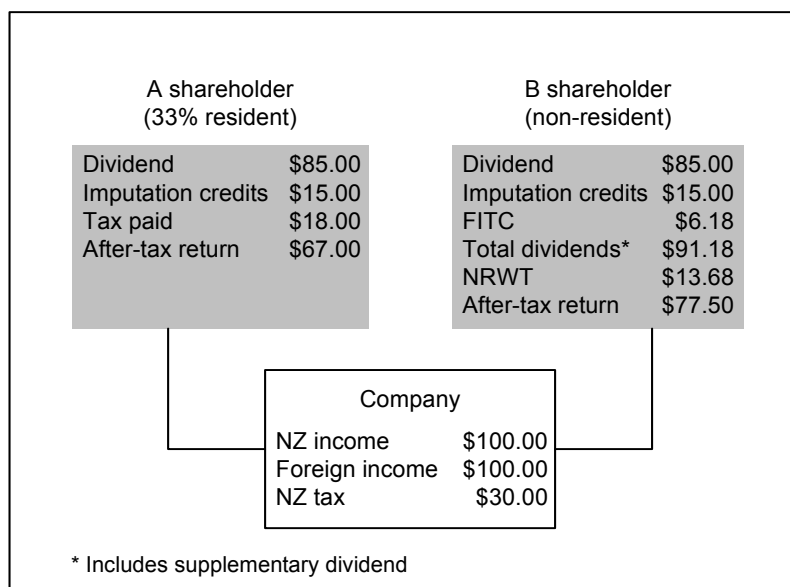 A shareholder
(33% resident)
Dividend $85.00
Imputation credits $15.00
Tax paid $18.00
After-tax return $67.00
B shareholder
(non-resident)
Dividend $85.00
Imputation credits $15.00
FITC $6.18
Total dividends* $91.18
NRWT $13.68
After-tax return $77.50
Company
NZ income $100.00
Foreign income $100.00
NZ tax $30.00
* Includes supplementary dividend